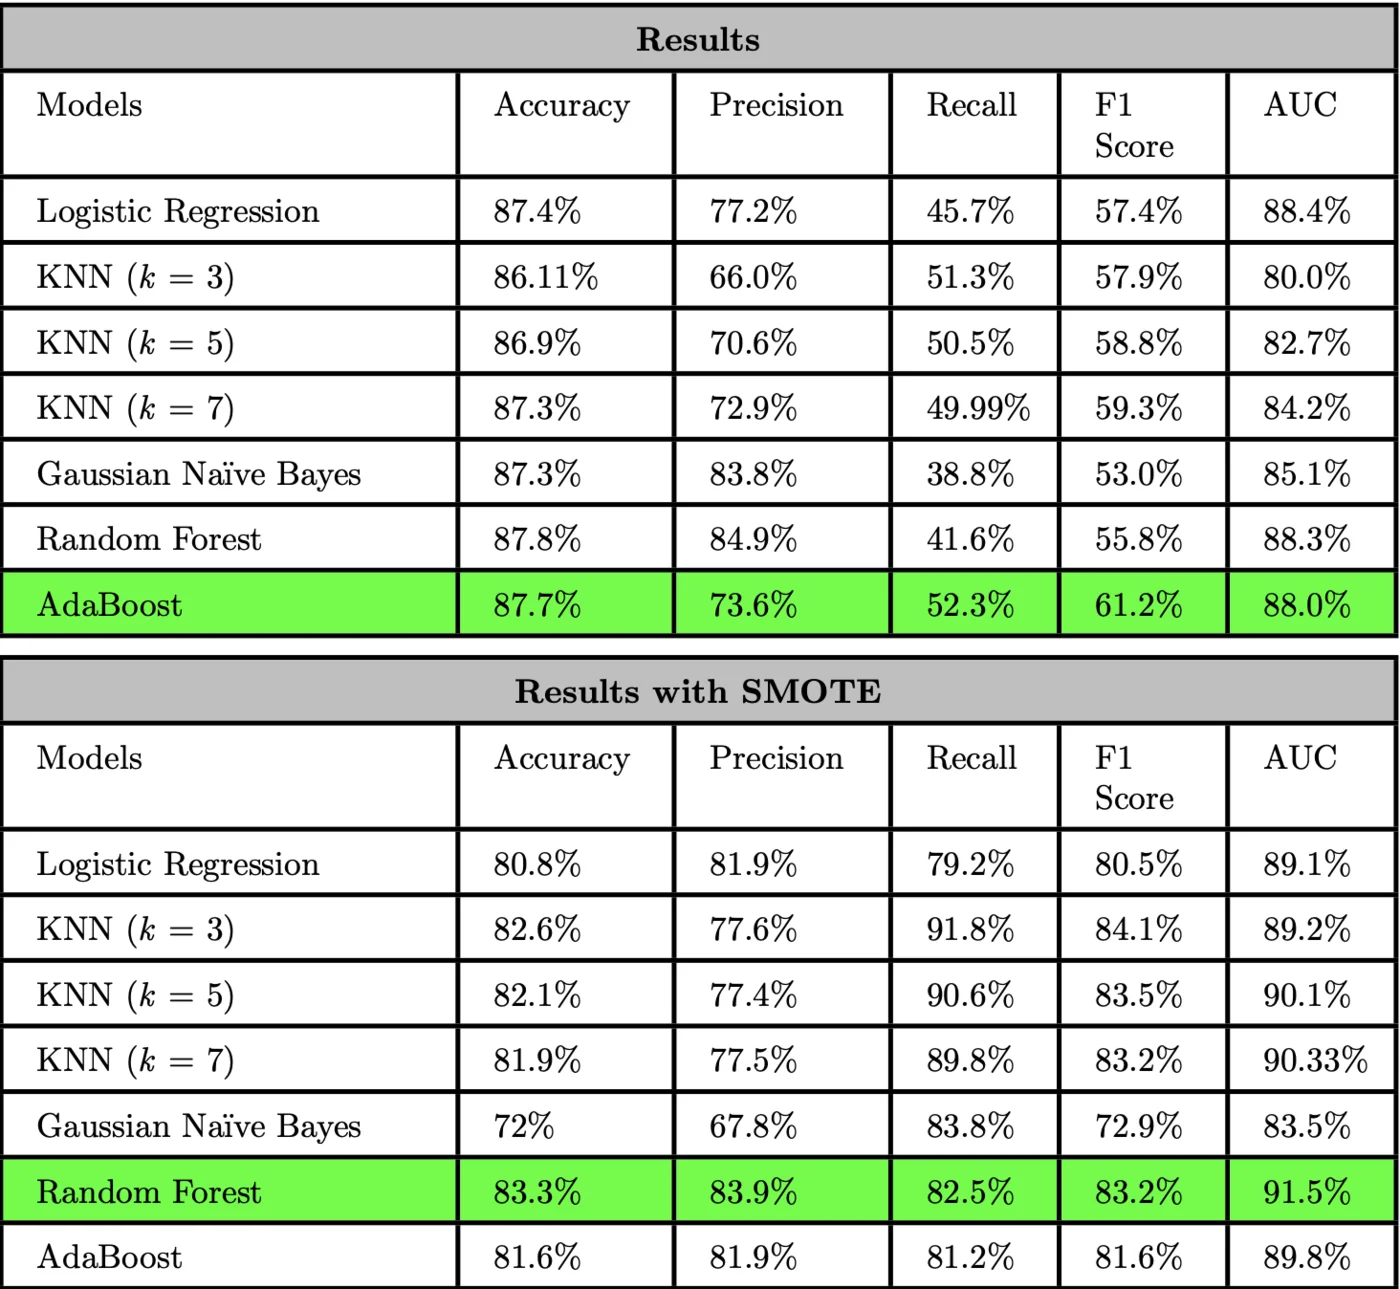 Results
Models Accuracy Precision Recall F1 Score AUC
Logistic Regression 87.4% 77.2% 45.7% 57.4% 88.4%
KNN (k = 3) 86.11% 66.0% 51.3% 57.9% 80.0%
KNN (k = 5) 86.9% 70.6% 50.5% 58.8% 82.7%
KNN (k = 7) 87.3% 72.9% 49.99% 59.3% 84.2%
Gaussian Naïve Bayes 87.3% 83.8% 38.8% 53.0% 85.1%
Random Forest 87.8% 84.9% 41.6% 55.8% 88.3%
AdaBoost 87.7% 73.6% 52.3% 61.2% 88.0%
Results with SMOTE
Models Accuracy Precision Recall F1 Score AUC
Logistic Regression 80.8% 81.9% 79.2% 80.5% 89.1%
KNN (k = 3) 82.6% 77.6% 91.8% 84.1% 89.2%
KNN (k = 5) 82.1% 77.4% 90.6% 83.5% 90.1%
KNN (k = 7) 81.9% 77.5% 89.8% 83.2% 90.33%
Gaussian Naïve Bayes 72% 67.8% 83.8% 72.9% 83.5%
Random Forest 83.3% 83.9% 82.5% 83.2% 91.5%
AdaBoost 81.6% 81.9% 81.2% 81.6% 89.8%